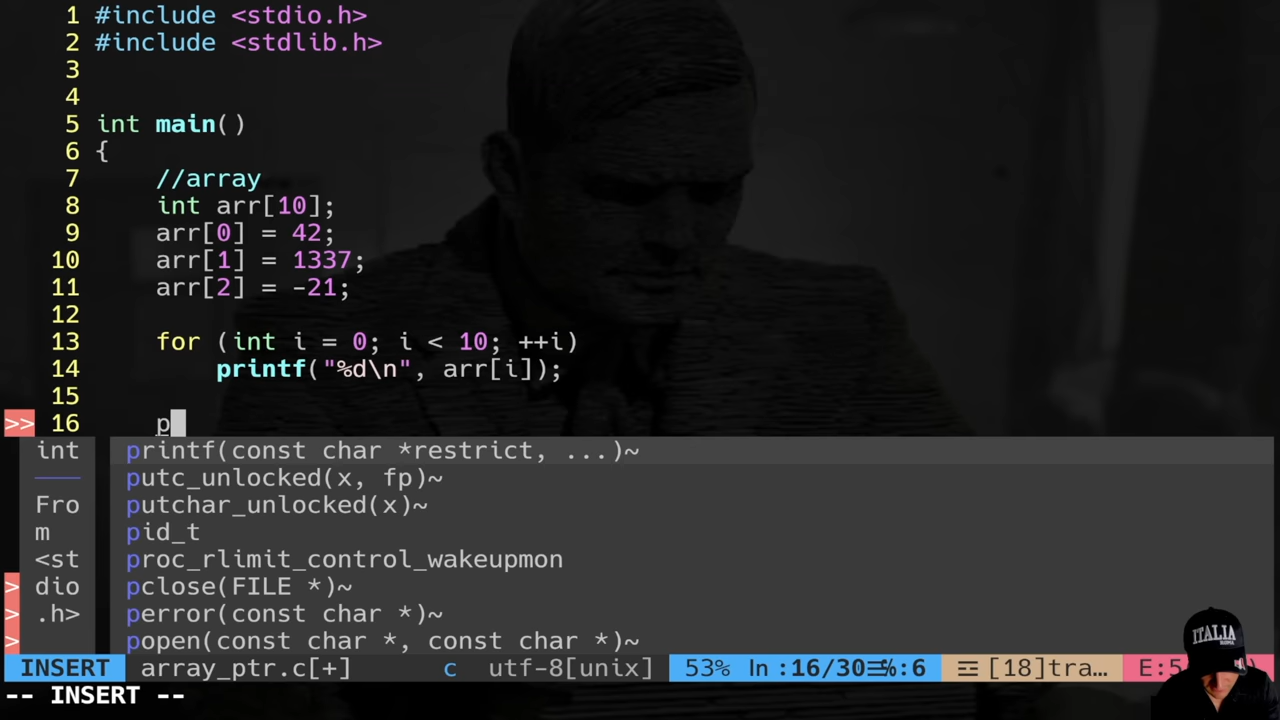 1 #include <stdio.h>
2 #include <stdlib.h>
3
4
5 int main()
6 {
7 //array
8 int arr[10];
9 arr[0] = 42;
10 arr[1] = 1337;
11 arr[2] = -21;
12
13 for (int i = 0; i < 10; ++i)
14 printf("%d\n", arr[i]);
15
>> 16 p
int printf(const char *restrict, ...)~
putc_unlocked(x, fp)~
Fro putchar_unlocked(x)~
m pid_t
<st proc_rlimit_control_wakeupmon
> dio pclose(FILE *)~
> .h> perror(const char *)~
> popen(const char *, const char *)~
INSERT array_ptr.c[+] c utf-8[unix] 53% ln :16/30☰℅:6 ☲ [18]tra…
-- INSERT --
ITALIA